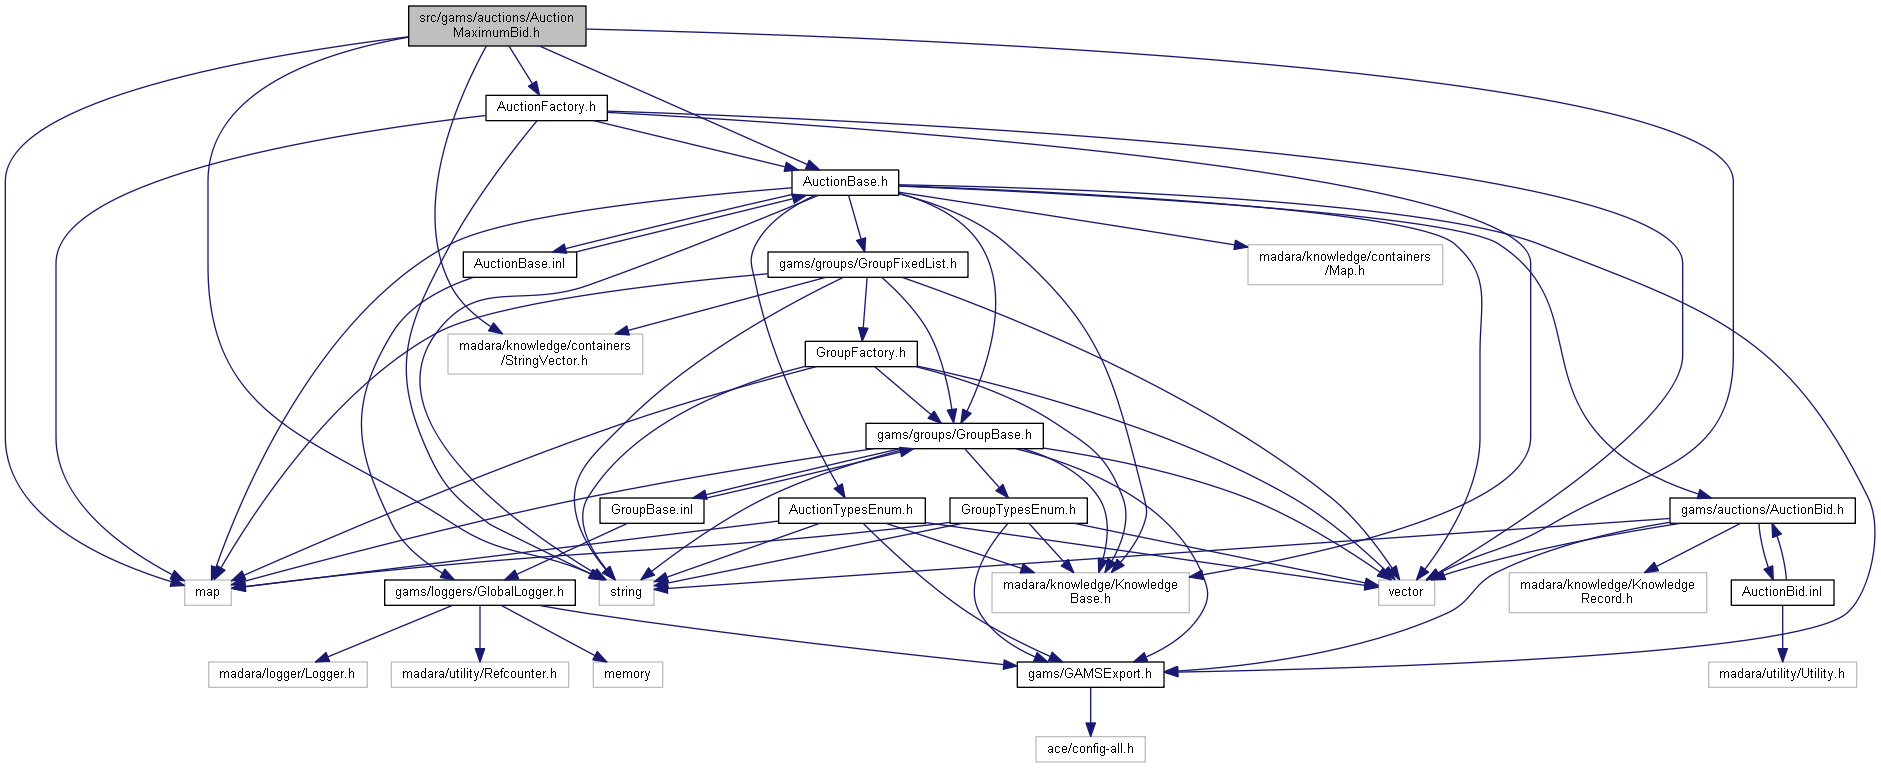 src/gams/auctions/Auction
MaximumBid.h
AuctionFactory.h
AuctionBase.h
AuctionBase.inl
gams/groups/GroupFixedList.h
madara/knowledge/containers
/Map.h
madara/knowledge/containers
/StringVector.h
GroupFactory.h
gams/groups/GroupBase.h
GroupBase.inl
AuctionTypesEnum.h
GroupTypesEnum.h
gams/auctions/AuctionBid.h
map
gams/loggers/GlobalLogger.h
string
madara/knowledge/Knowledge
Base.h
vector
madara/knowledge/Knowledge
Record.h
AuctionBid.inl
madara/logger/Logger.h
madara/utility/Refcounter.h
memory
gams/GAMSExport.h
madara/utility/Utility.h
ace/config-all.h